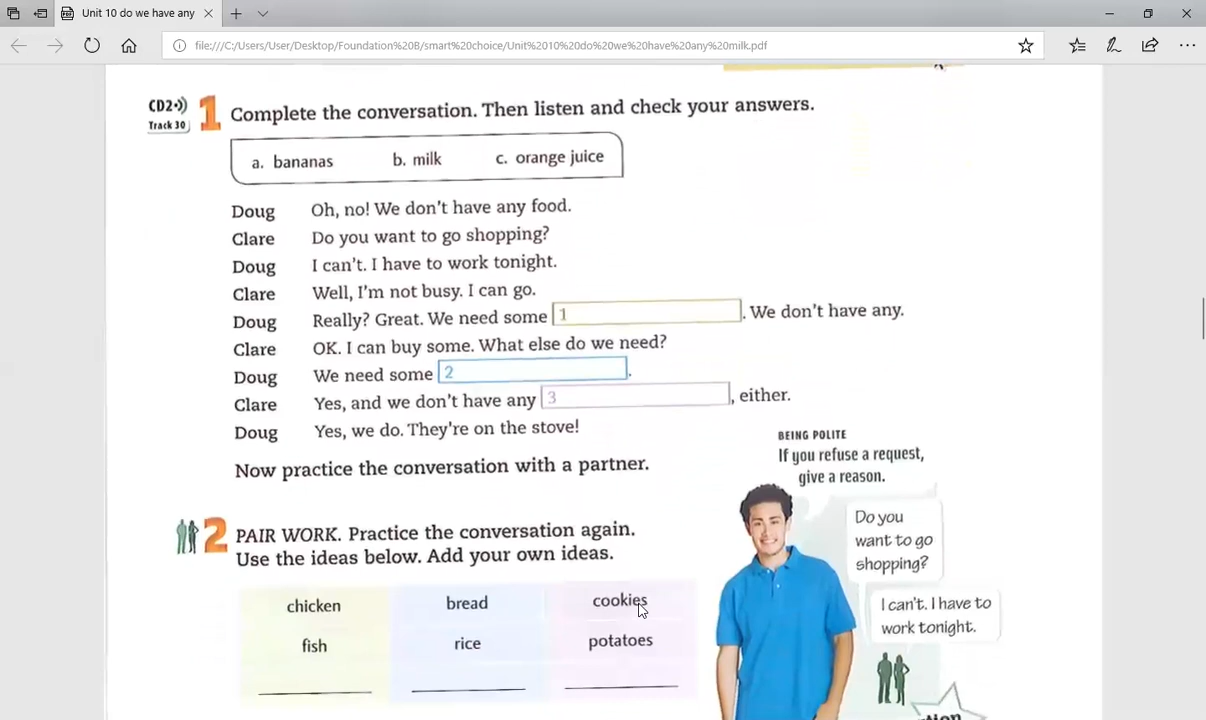 Unit 10 do we have any
file:///C:/Users/User/Desktop/Foundation%20B/smart%20choice/Unit%2010%20do%20we%20have%20any%20milk.pdf
CD2
Track 30
1 Complete the conversation. Then listen and check your answers.
a. bananas b. milk c. orange juice
Doug Oh, no! We don't have any food.
Clare Do you want to go shopping?
Doug I can't. I have to work tonight.
Clare Well, I'm not busy. I can go.
Doug Really? Great. We need some 1 . We don't have any.
Clare OK. I can buy some. What else do we need?
Doug We need some 2 .
Clare Yes, and we don't have any 3 , either.
Doug Yes, we do. They're on the stove!
Now practice the conversation with a partner.
2 PAIR WORK. Practice the conversation again.
Use the ideas below. Add your own ideas.
chicken bread cookies
fish rice potatoes
BEING POLITE
If you refuse a request,
give a reason.
Do you
want to go
shopping?
I can't. I have to
work tonight.